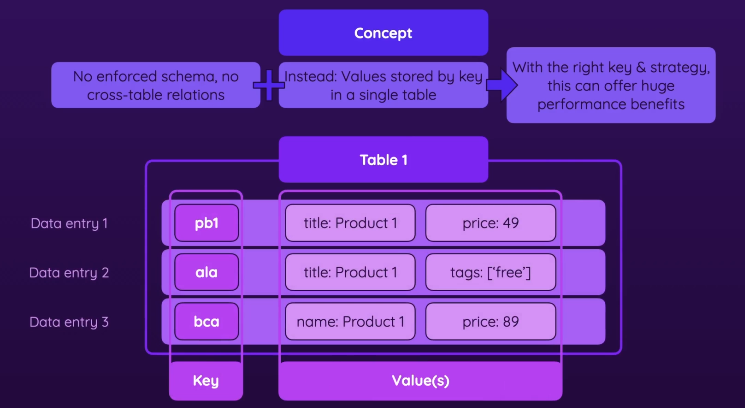 Concept
No enforced schema, no
cross-table relations
Instead: Values stored by key
in a single table
With the right key & strategy,
this can offer huge
performance benefits
Table 1
Data entry 1
pb1
title: Product 1
price: 49
Data entry 2
ala
title: Product 1
tags: [‘free’]
Data entry 3
bca
name: Product 1
price: 89
Key
Value(s)